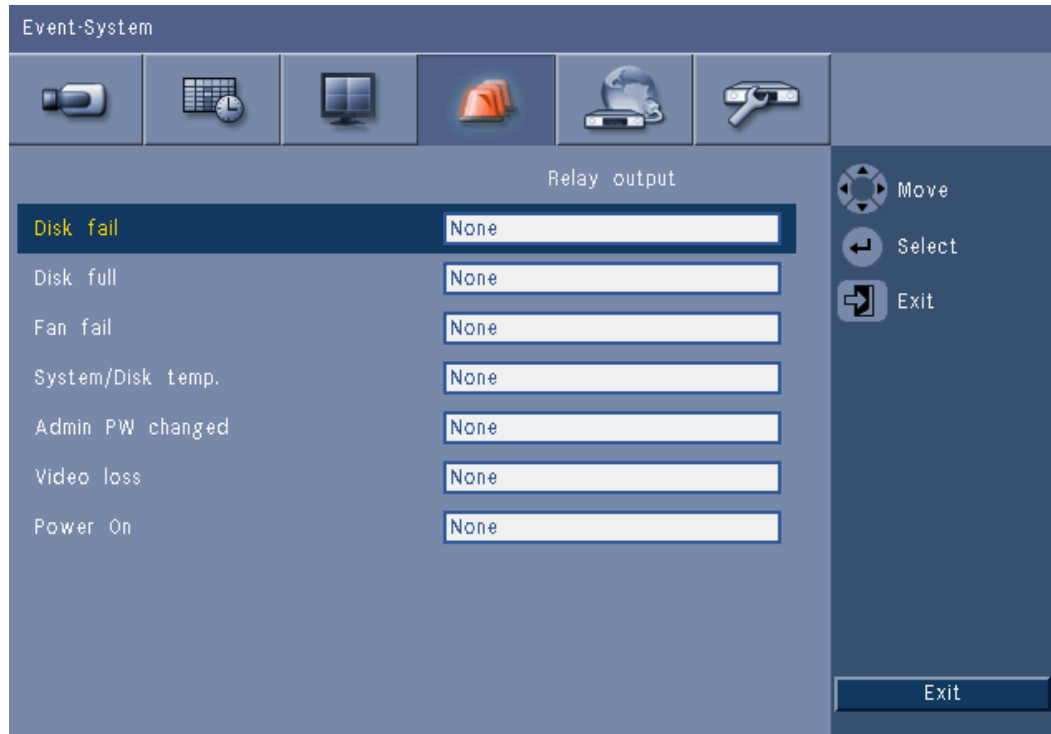 Event-System
Relay output
Disk fail None
Disk full None
Fan fail None
System/Disk temp. None
Admin PW changed None
Video loss None
Power On None
Move
Select
Exit
Exit